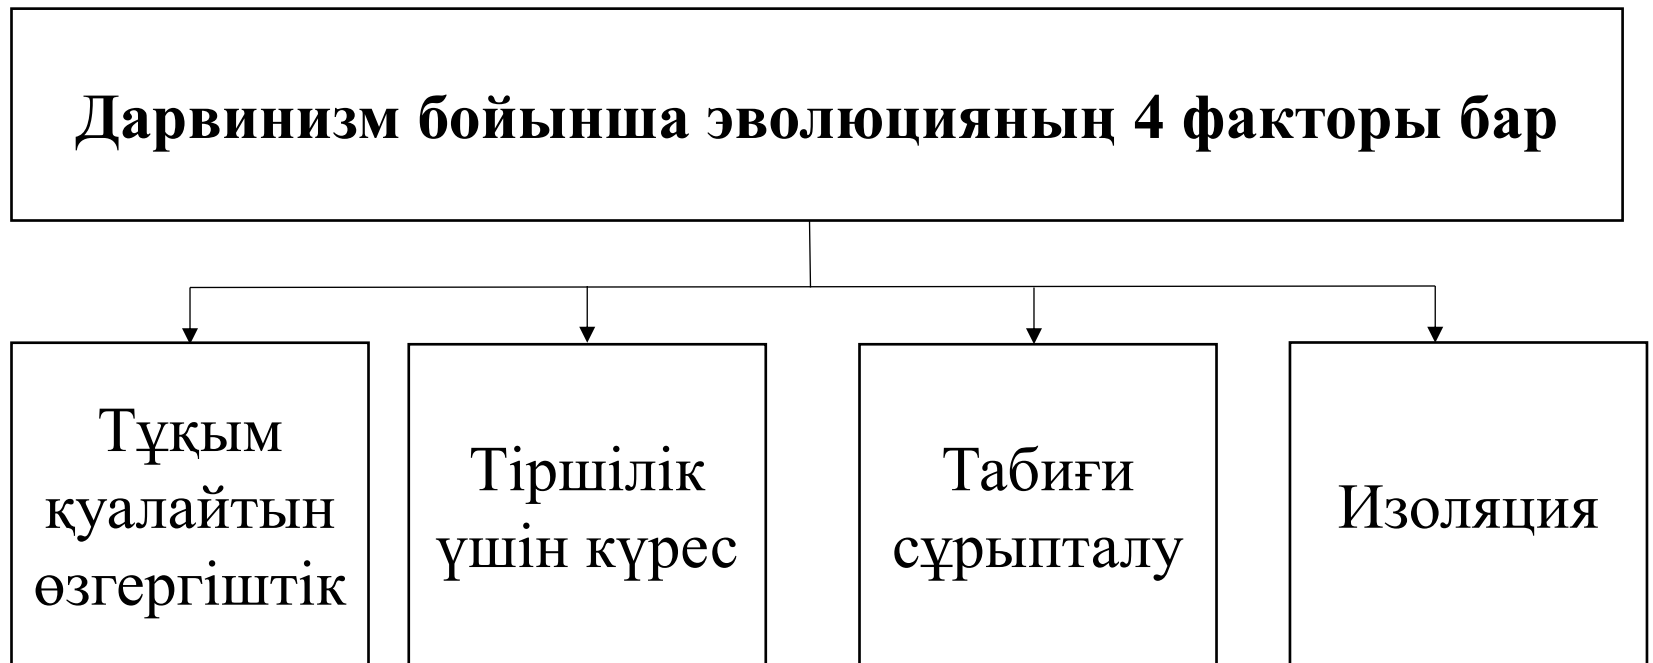 Дарвинизм бойынша эволюцияның 4 факторы бар
Тұқым
қуалайтын
өзгергіштік
Тіршілік
үшін күрес
Табиғи
сұрыпталу
Изоляция